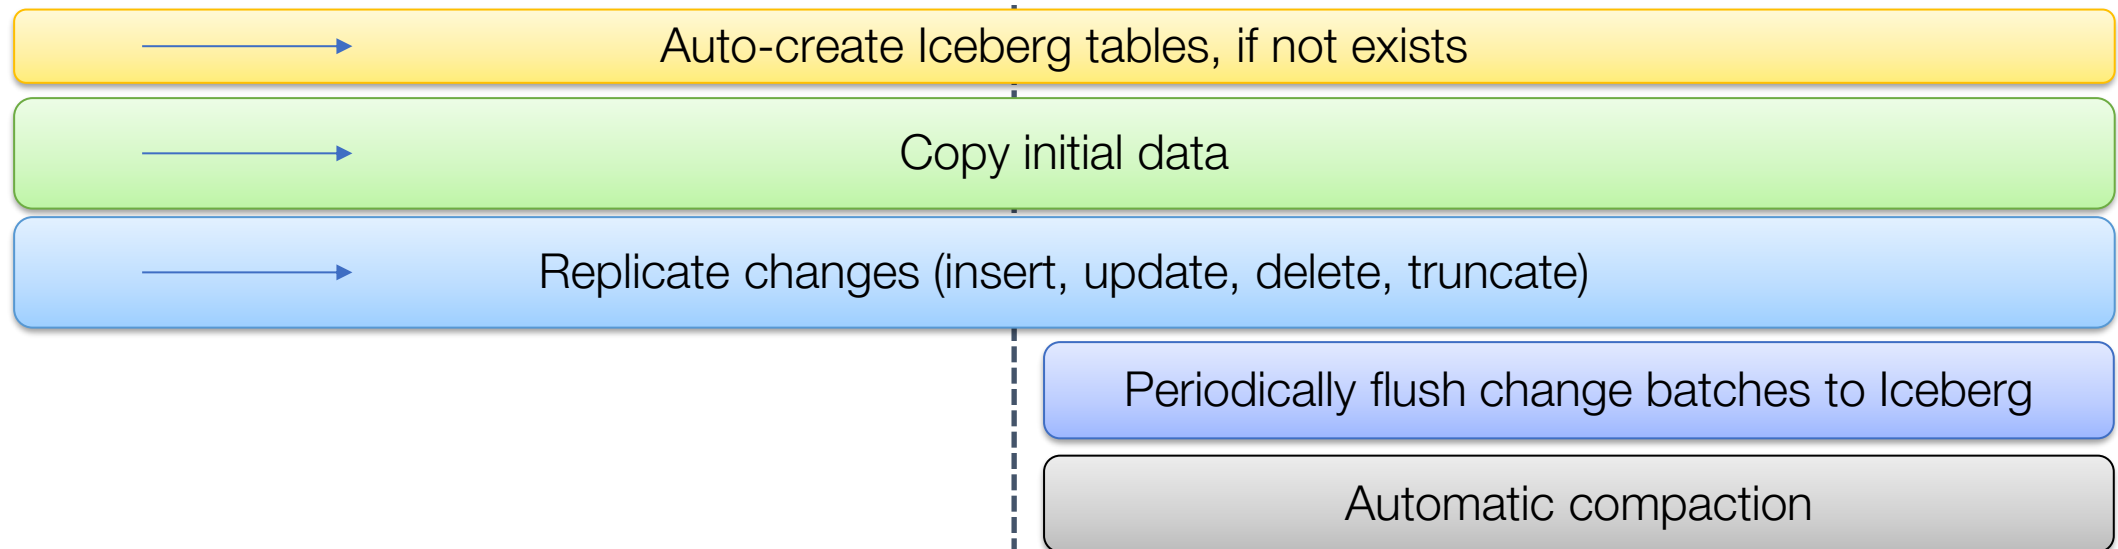 Auto-create Iceberg tables, if not exists
Copy initial data
Replicate changes (insert, update, delete, truncate)
Periodically flush change batches to Iceberg
Automatic compaction